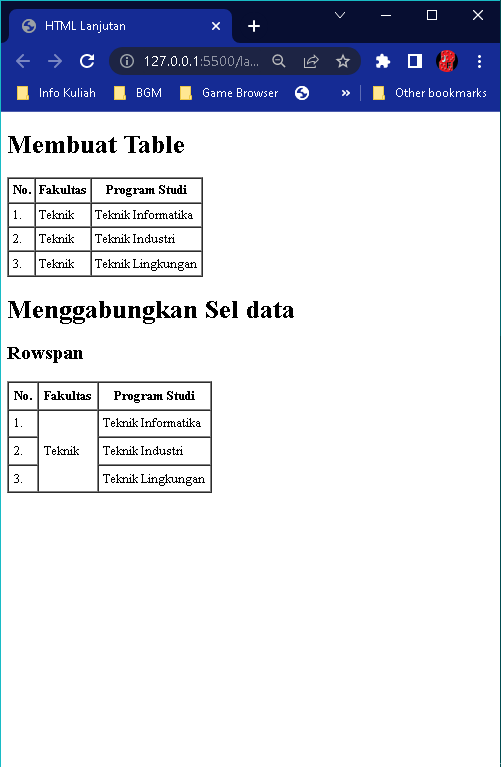 HTML Lanjutan
127.0.0.1:5500/la...
Info Kuliah BGM Game Browser » Other bookmarks
Membuat Table
No. Fakultas Program Studi
1. Teknik Teknik Informatika
2. Teknik Teknik Industri
3. Teknik Teknik Lingkungan
Menggabungkan Sel data
Rowspan
No. Fakultas Program Studi
1. Teknik Informatika
2. Teknik Teknik Industri
3. Teknik Lingkungan